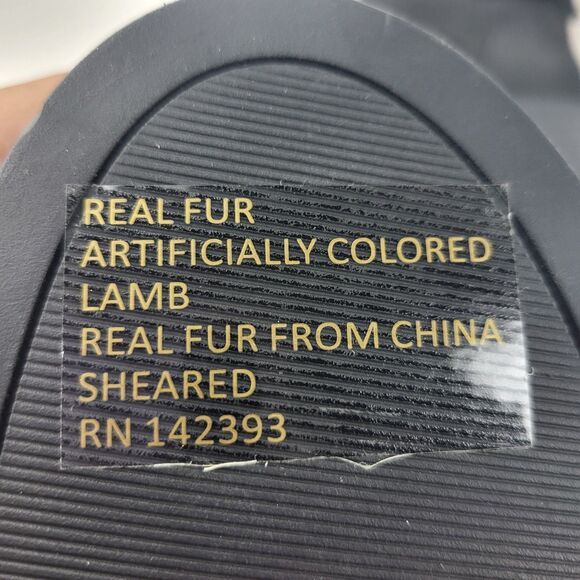 REAL FUR
ARTIFICIALLY COLORED
LAMB
REAL FUR FROM CHINA
SHEARED
RN 142393